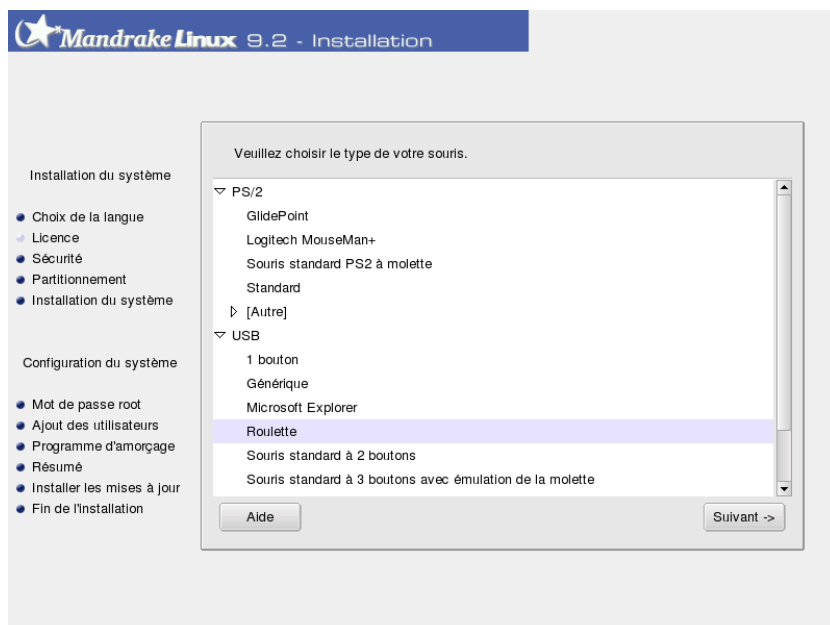 Mandrake Linux 9.2 - Installation
Installation du système
Choix de la langue
Licence
Sécurité
Partitionnement
Installation du système
Configuration du système
Mot de passe root
Ajout des utilisateurs
Programme d'amorçage
Résumé
Installer les mises à jour
Fin de l'installation
Veuillez choisir le type de votre souris.
PS/2
GlidePoint
Logitech MouseMan+
Souris standard PS2 à molette
Standard
[Autre]
USB
1 bouton
Générique
Microsoft Explorer
Roulette
Souris standard à 2 boutons
Souris standard à 3 boutons avec émulation de la molette
Aide
Suivant ->